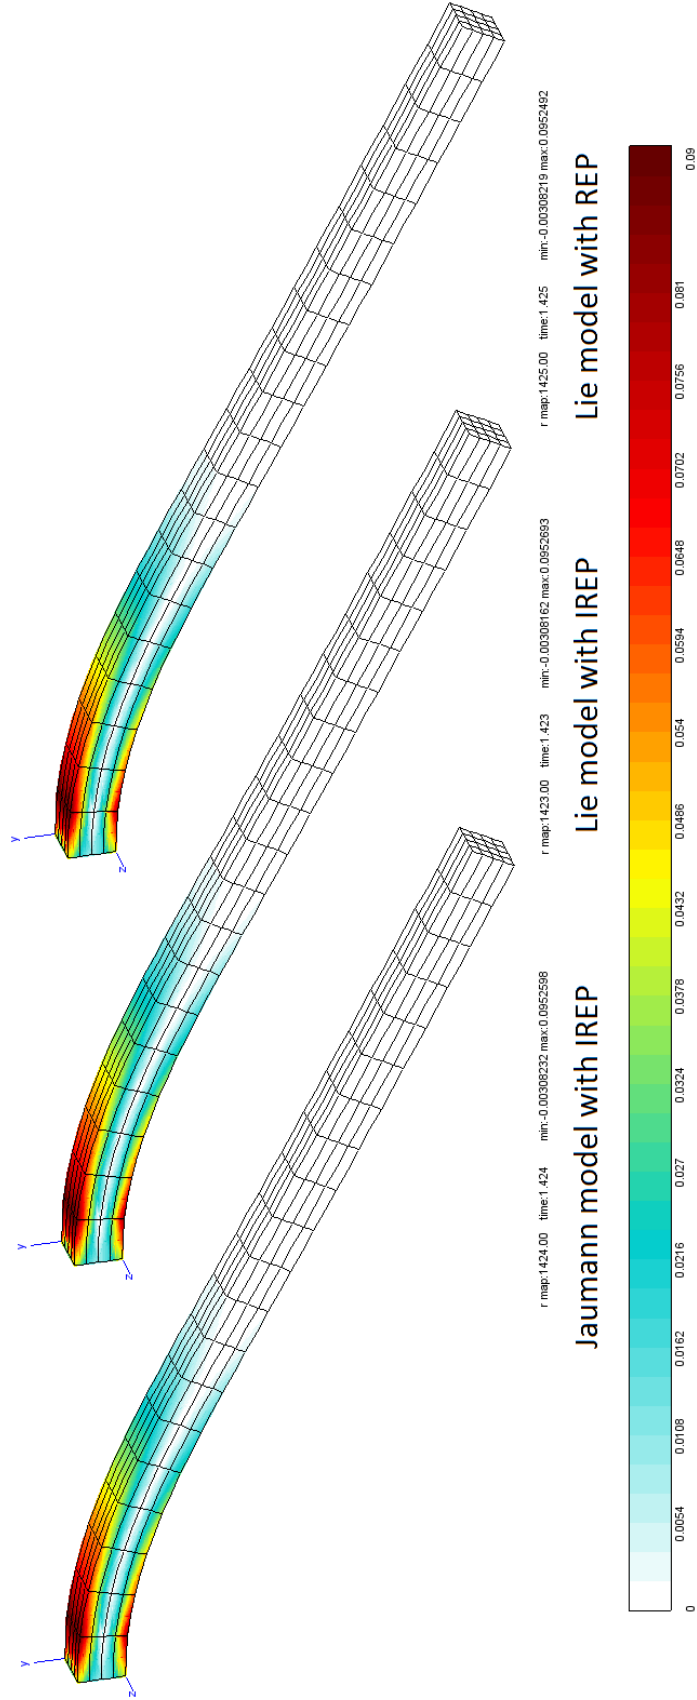 y
z
y
z
y
z
r map:1424.00 time:1.424 min:-0.00308232 max:0.0952598
Jaumann model with IREP
r map:1423.00 time:1.423 min:-0.00308162 max:0.0952693
Lie model with IREP
r map:1425.00 time:1.425 min:-0.00308219 max:0.0952492
Lie model with REP
0 0.0054 0.0108 0.0162 0.0216 0.027 0.0324 0.0378 0.0432 0.0486 0.054 0.0594 0.0648 0.0702 0.0756 0.081 0.09